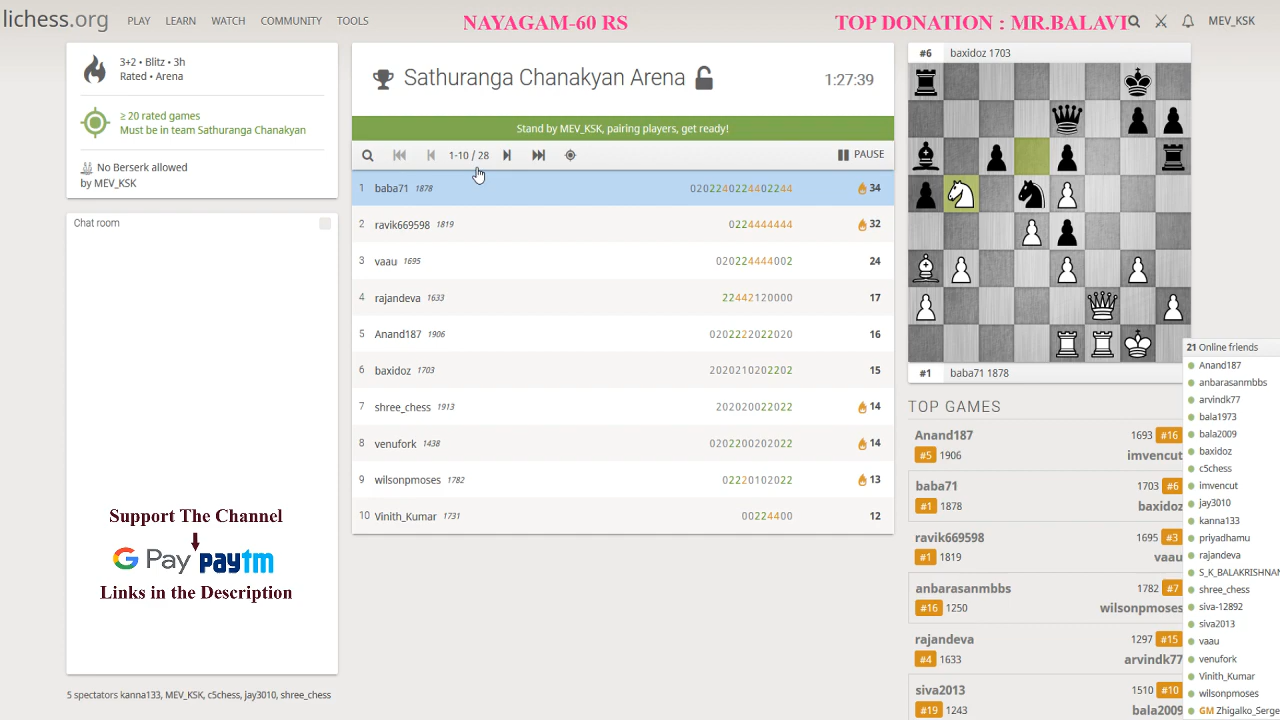 lichess.org PLAY LEARN WATCH COMMUNITY TOOLS
NAYAGAM-60 RS
TOP DONATION : MR.BALAVI
MEV_KSK
3+2 • Blitz • 3h
Rated • Arena
≥ 20 rated games
Must be in team Sathuranga Chanakyan
No Berserk allowed
by MEV_KSK
Chat room
Support The Channel
G Pay paytm
Links in the Description
5 spectators kanna133, MEV_KSK, c5chess, jay3010, shree_chess
Sathuranga Chanakyan Arena
1:27:39
Stand by MEV_KSK, pairing players, get ready!
1-10 / 28
PAUSE
1 baba71 1878 0202240224402244 34
2 ravik669598 1819 0224444444 32
3 vaau 1695 020224444002 24
4 rajandeva 1633 22442120000 17
5 Anand187 1906 0202222022020 16
6 baxidoz 1703 2020210202202 15
7 shree_chess 1913 202020022022 14
8 venufork 1438 0202200202022 14
9 wilsonpmoses 1782 02220102022 13
10 Vinith_Kumar 1731 00224400 12
#6 baxidoz 1703
#1 baba71 1878
TOP GAMES
Anand187 1693 #16
#5 1906 imvencut
baba71 1703 #6
#1 1878 baxidoz
ravik669598 1695 #3
#1 1819 vaau
anbarasanmbbs 1782 #7
#16 1250 wilsonpmoses
rajandeva 1297 #15
#4 1633 arvindk77
siva2013 1510 #10
#19 1243 bala2009
21 Online friends
Anand187
anbarasanmbbs
arvindk77
bala1973
bala2009
baxidoz
c5chess
imvencut
jay3010
kanna133
priyadhamu
rajandeva
S_K_BALAKRISHNAN
shree_chess
siva-12892
siva2013
vaau
venufork
Vinith_Kumar
wilsonpmoses
GM Zhigalko_Serge